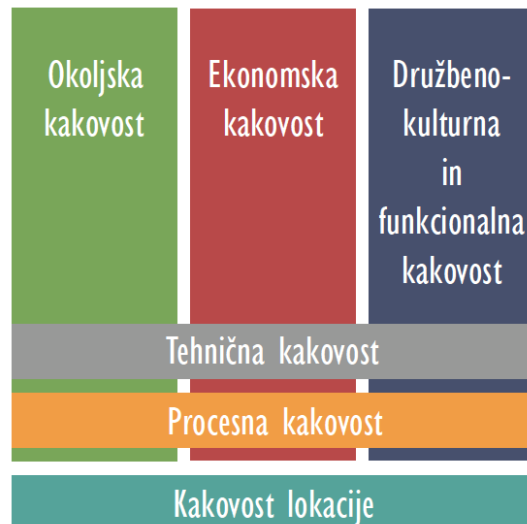 Okoljska
kakovost
Ekonomska
kakovost
Družbeno-
kulturna
in
funkcionalna
kakovost
Tehnična kakovost
Procesna kakovost
Kakovost lokacije